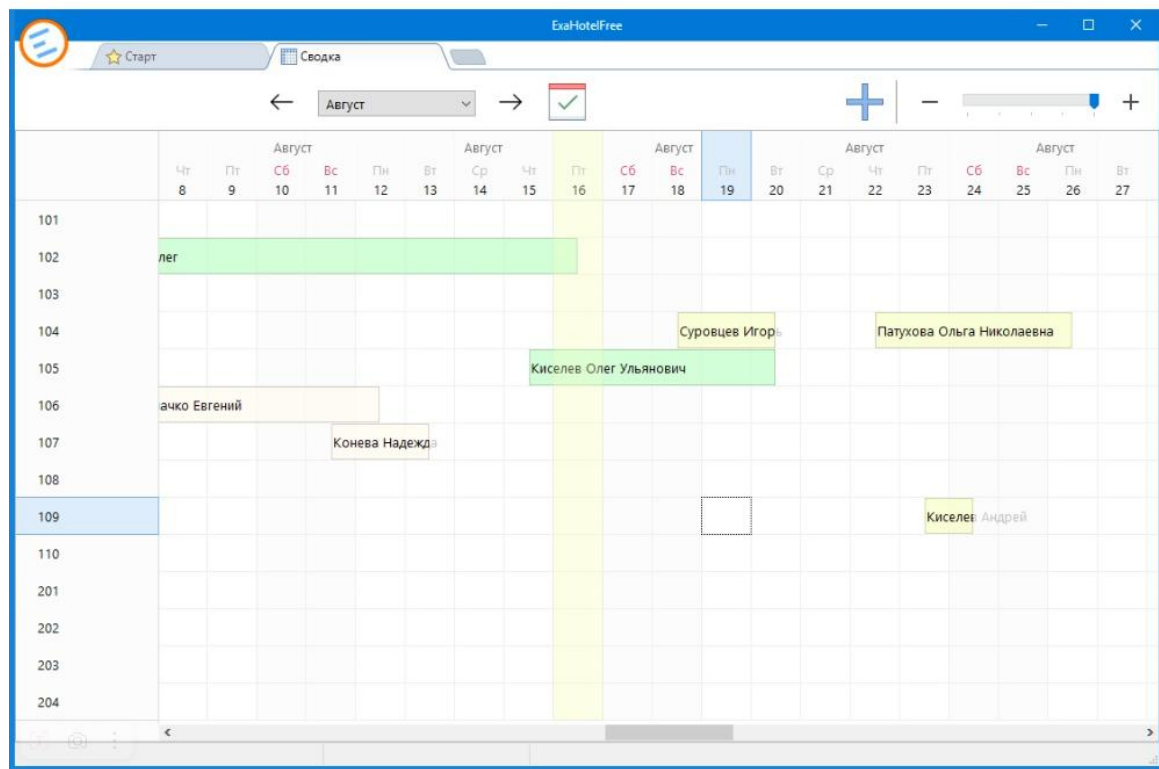 ExaHotelFree
Старт
Сводка
Август
Август Август Август Август Август
Чт Пт Сб Вс Пн Вт Ср Чт Пт Сб Вс Пн Вт Ср Чт Пт Сб Вс Пн Вт
8 9 10 11 12 13 14 15 16 17 18 19 20 21 22 23 24 25 26 27
101
102 лег
103
104 Суровцев Игорь Патухова Ольга Николаевна
105 Киселев Олег Ульянович
106 ачко Евгений
107 Конева Надежда
108
109 Киселев Андрей
110
201
202
203
204